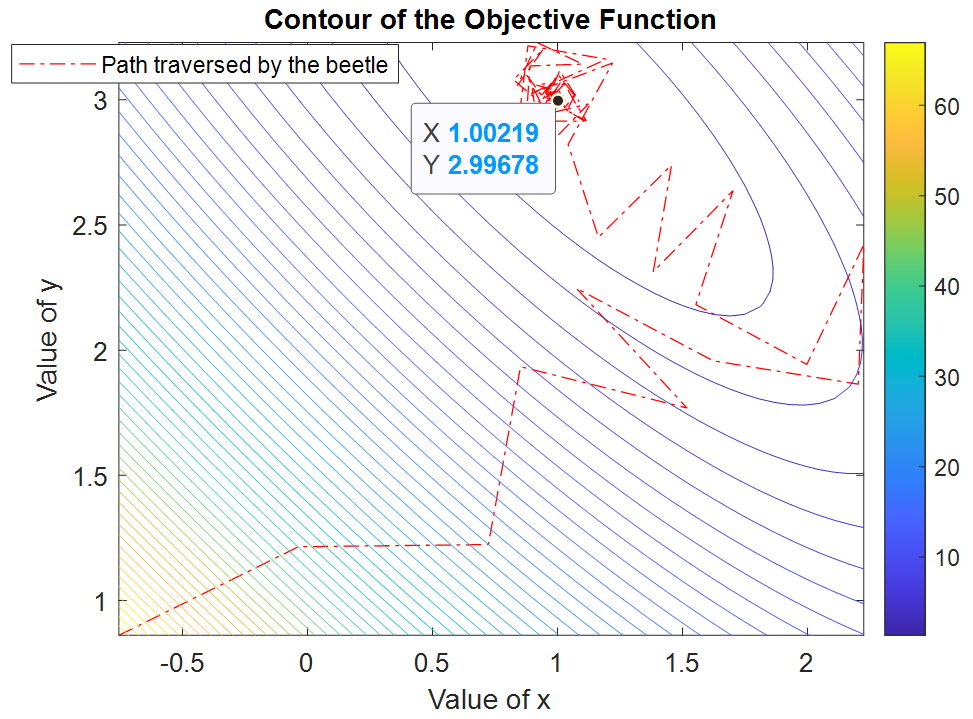 Contour of the Objective Function
Path traversed by the beetle
X 1.00219
Y 2.99678
Value of y
3
2.5
2
1.5
1
-0.5
0
0.5
1
1.5
2
Value of x
60
50
40
30
20
10